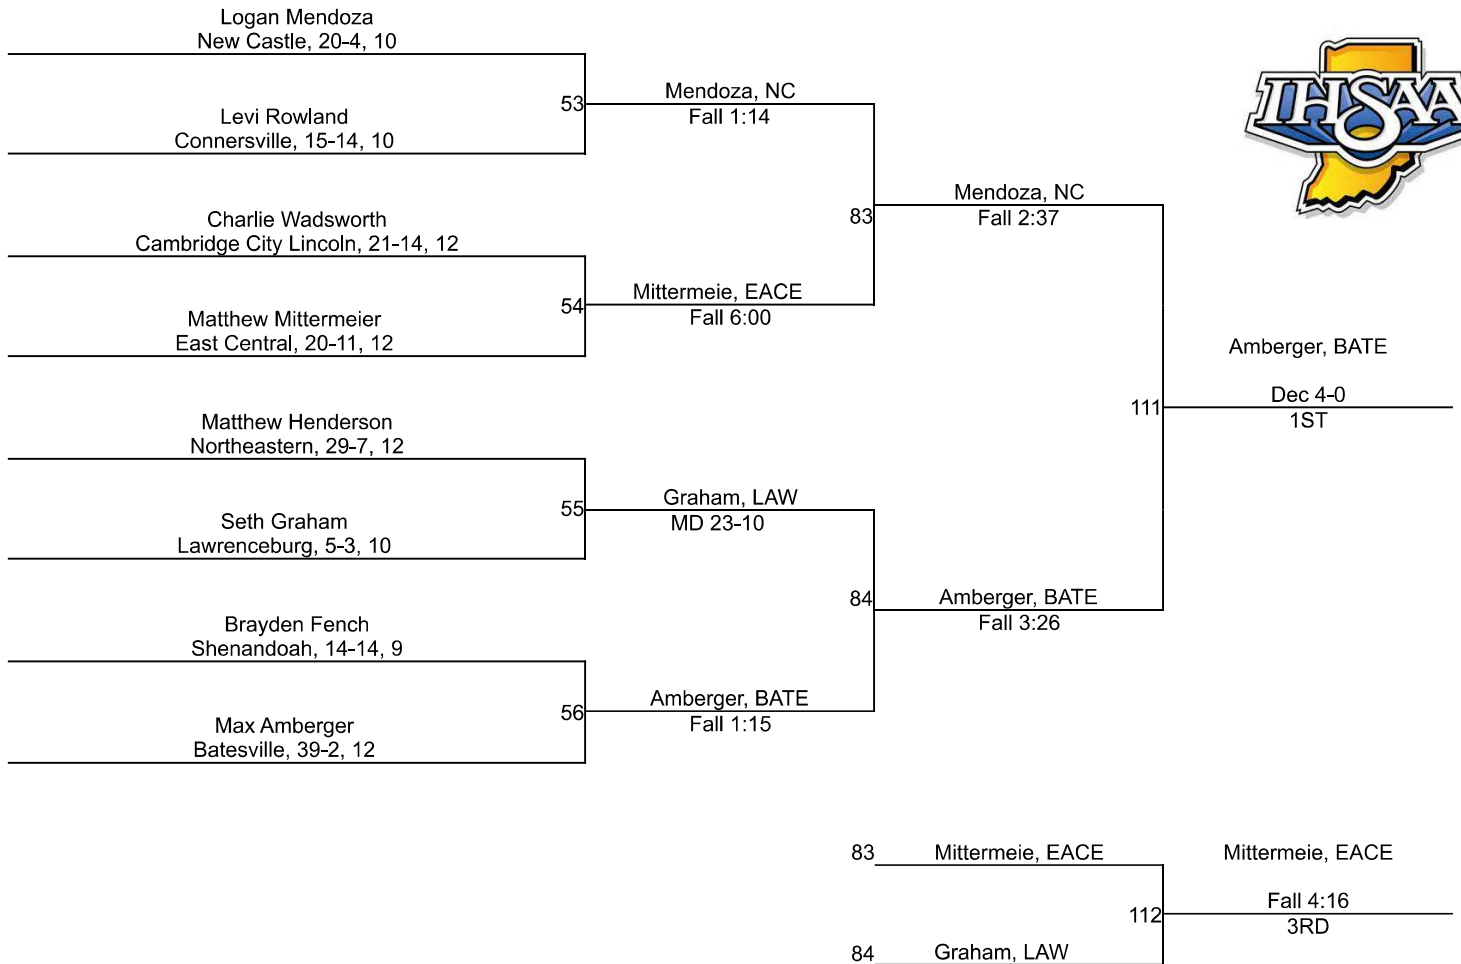 Logan Mendoza
New Castle, 20-4, 10
53
Mendoza, NC
Fall 1:14
Levi Rowland
Connersville, 15-14, 10
IHSAA
Charlie Wadsworth
Cambridge City Lincoln, 21-14, 12
83
Mendoza, NC
Fall 2:37
54
Mittermeie, EACE
Fall 6:00
Matthew Mittermeier
East Central, 20-11, 12
Amberger, BATE
111
Dec 4-0
1ST
Matthew Henderson
Northeastern, 29-7, 12
55
Graham, LAW
MD 23-10
Seth Graham
Lawrenceburg, 5-3, 10
84
Amberger, BATE
Fall 3:26
Brayden Fench
Shenandoah, 14-14, 9
56
Amberger, BATE
Fall 1:15
Max Amberger
Batesville, 39-2, 12
83
Mittermeie, EACE
Mittermeie, EACE
112
Fall 4:16
3RD
84
Graham, LAW